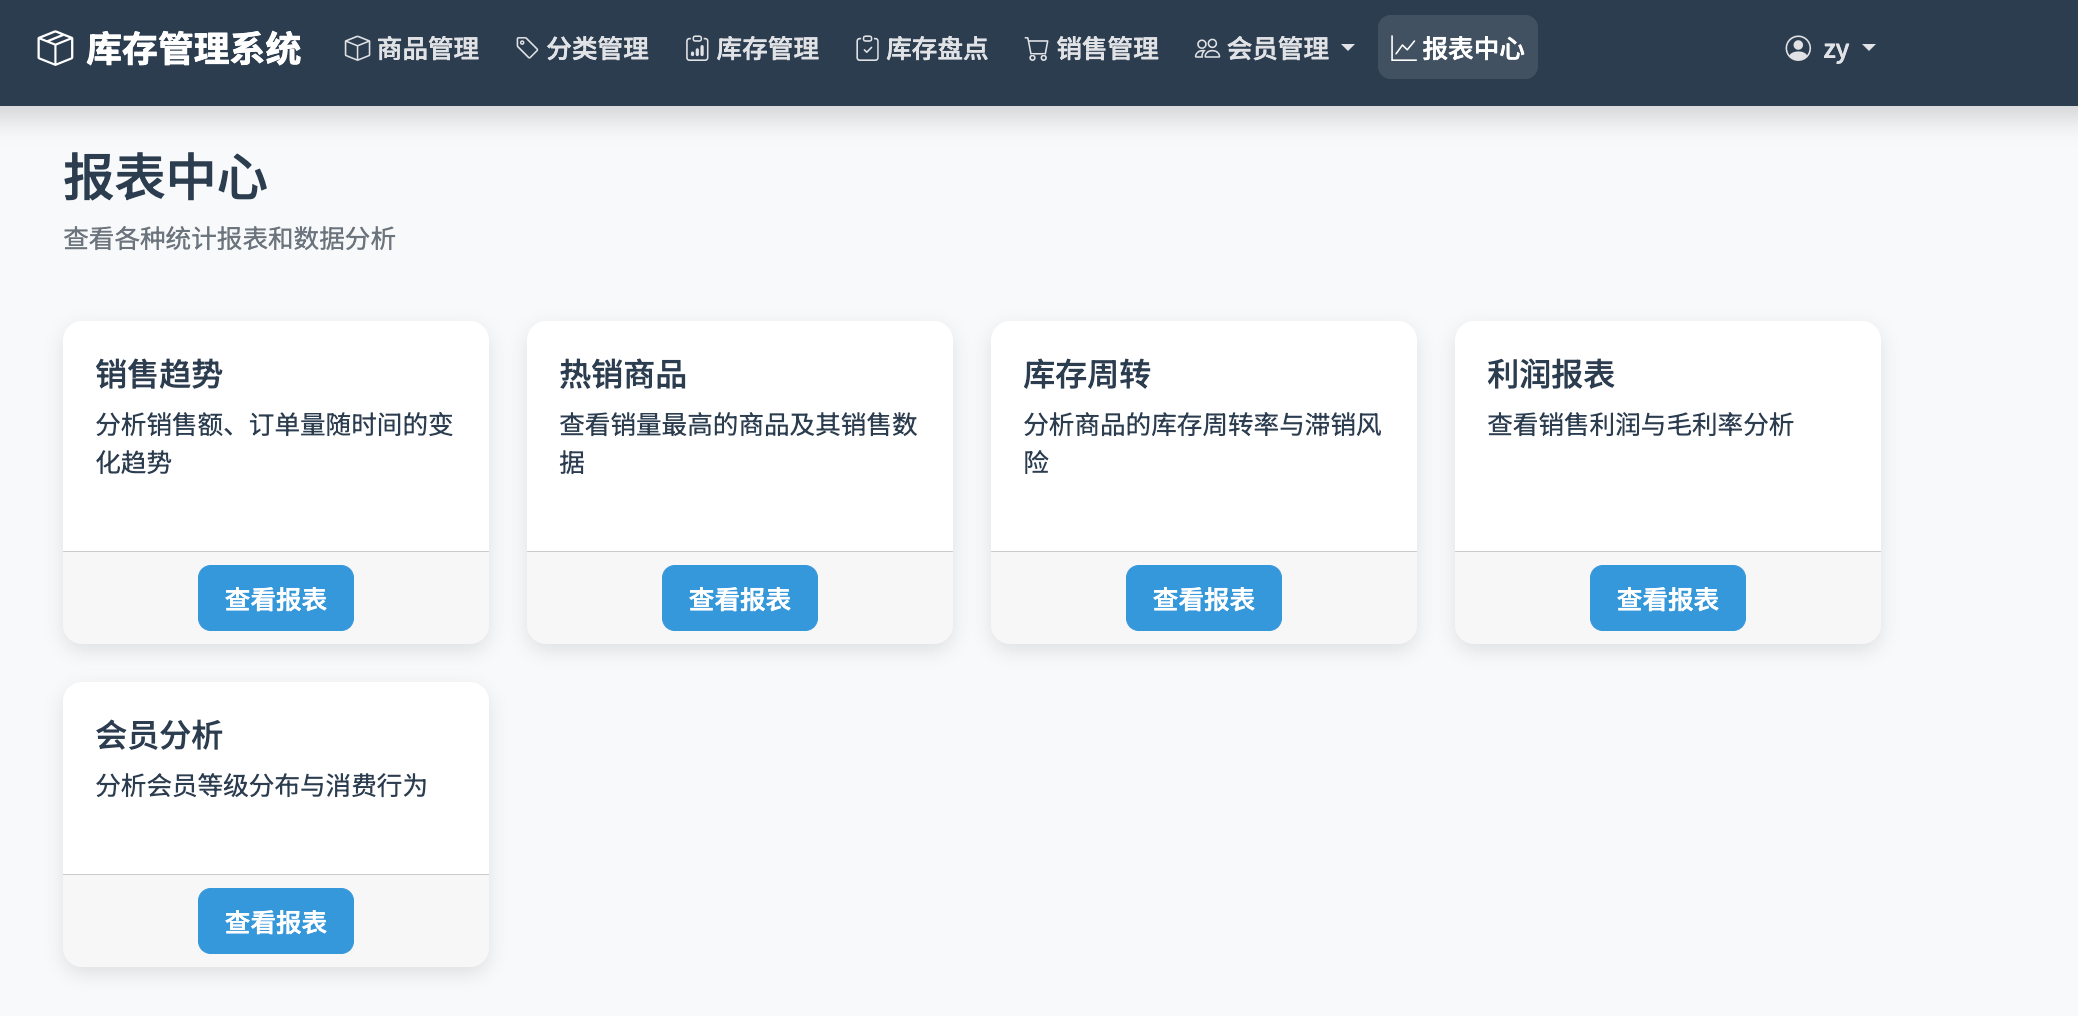 库存管理系统 商品管理 分类管理 库存管理 库存盘点 销售管理 会员管理 报表中心 zy
报表中心
查看各种统计报表和数据分析
销售趋势
分析销售额、订单量随时间的变
化趋势
查看报表
热销商品
查看销量最高的商品及其销售数
据
查看报表
库存周转
分析商品的库存周转率与滞销风
险
查看报表
利润报表
查看销售利润与毛利率分析
查看报表
会员分析
分析会员等级分布与消费行为
查看报表